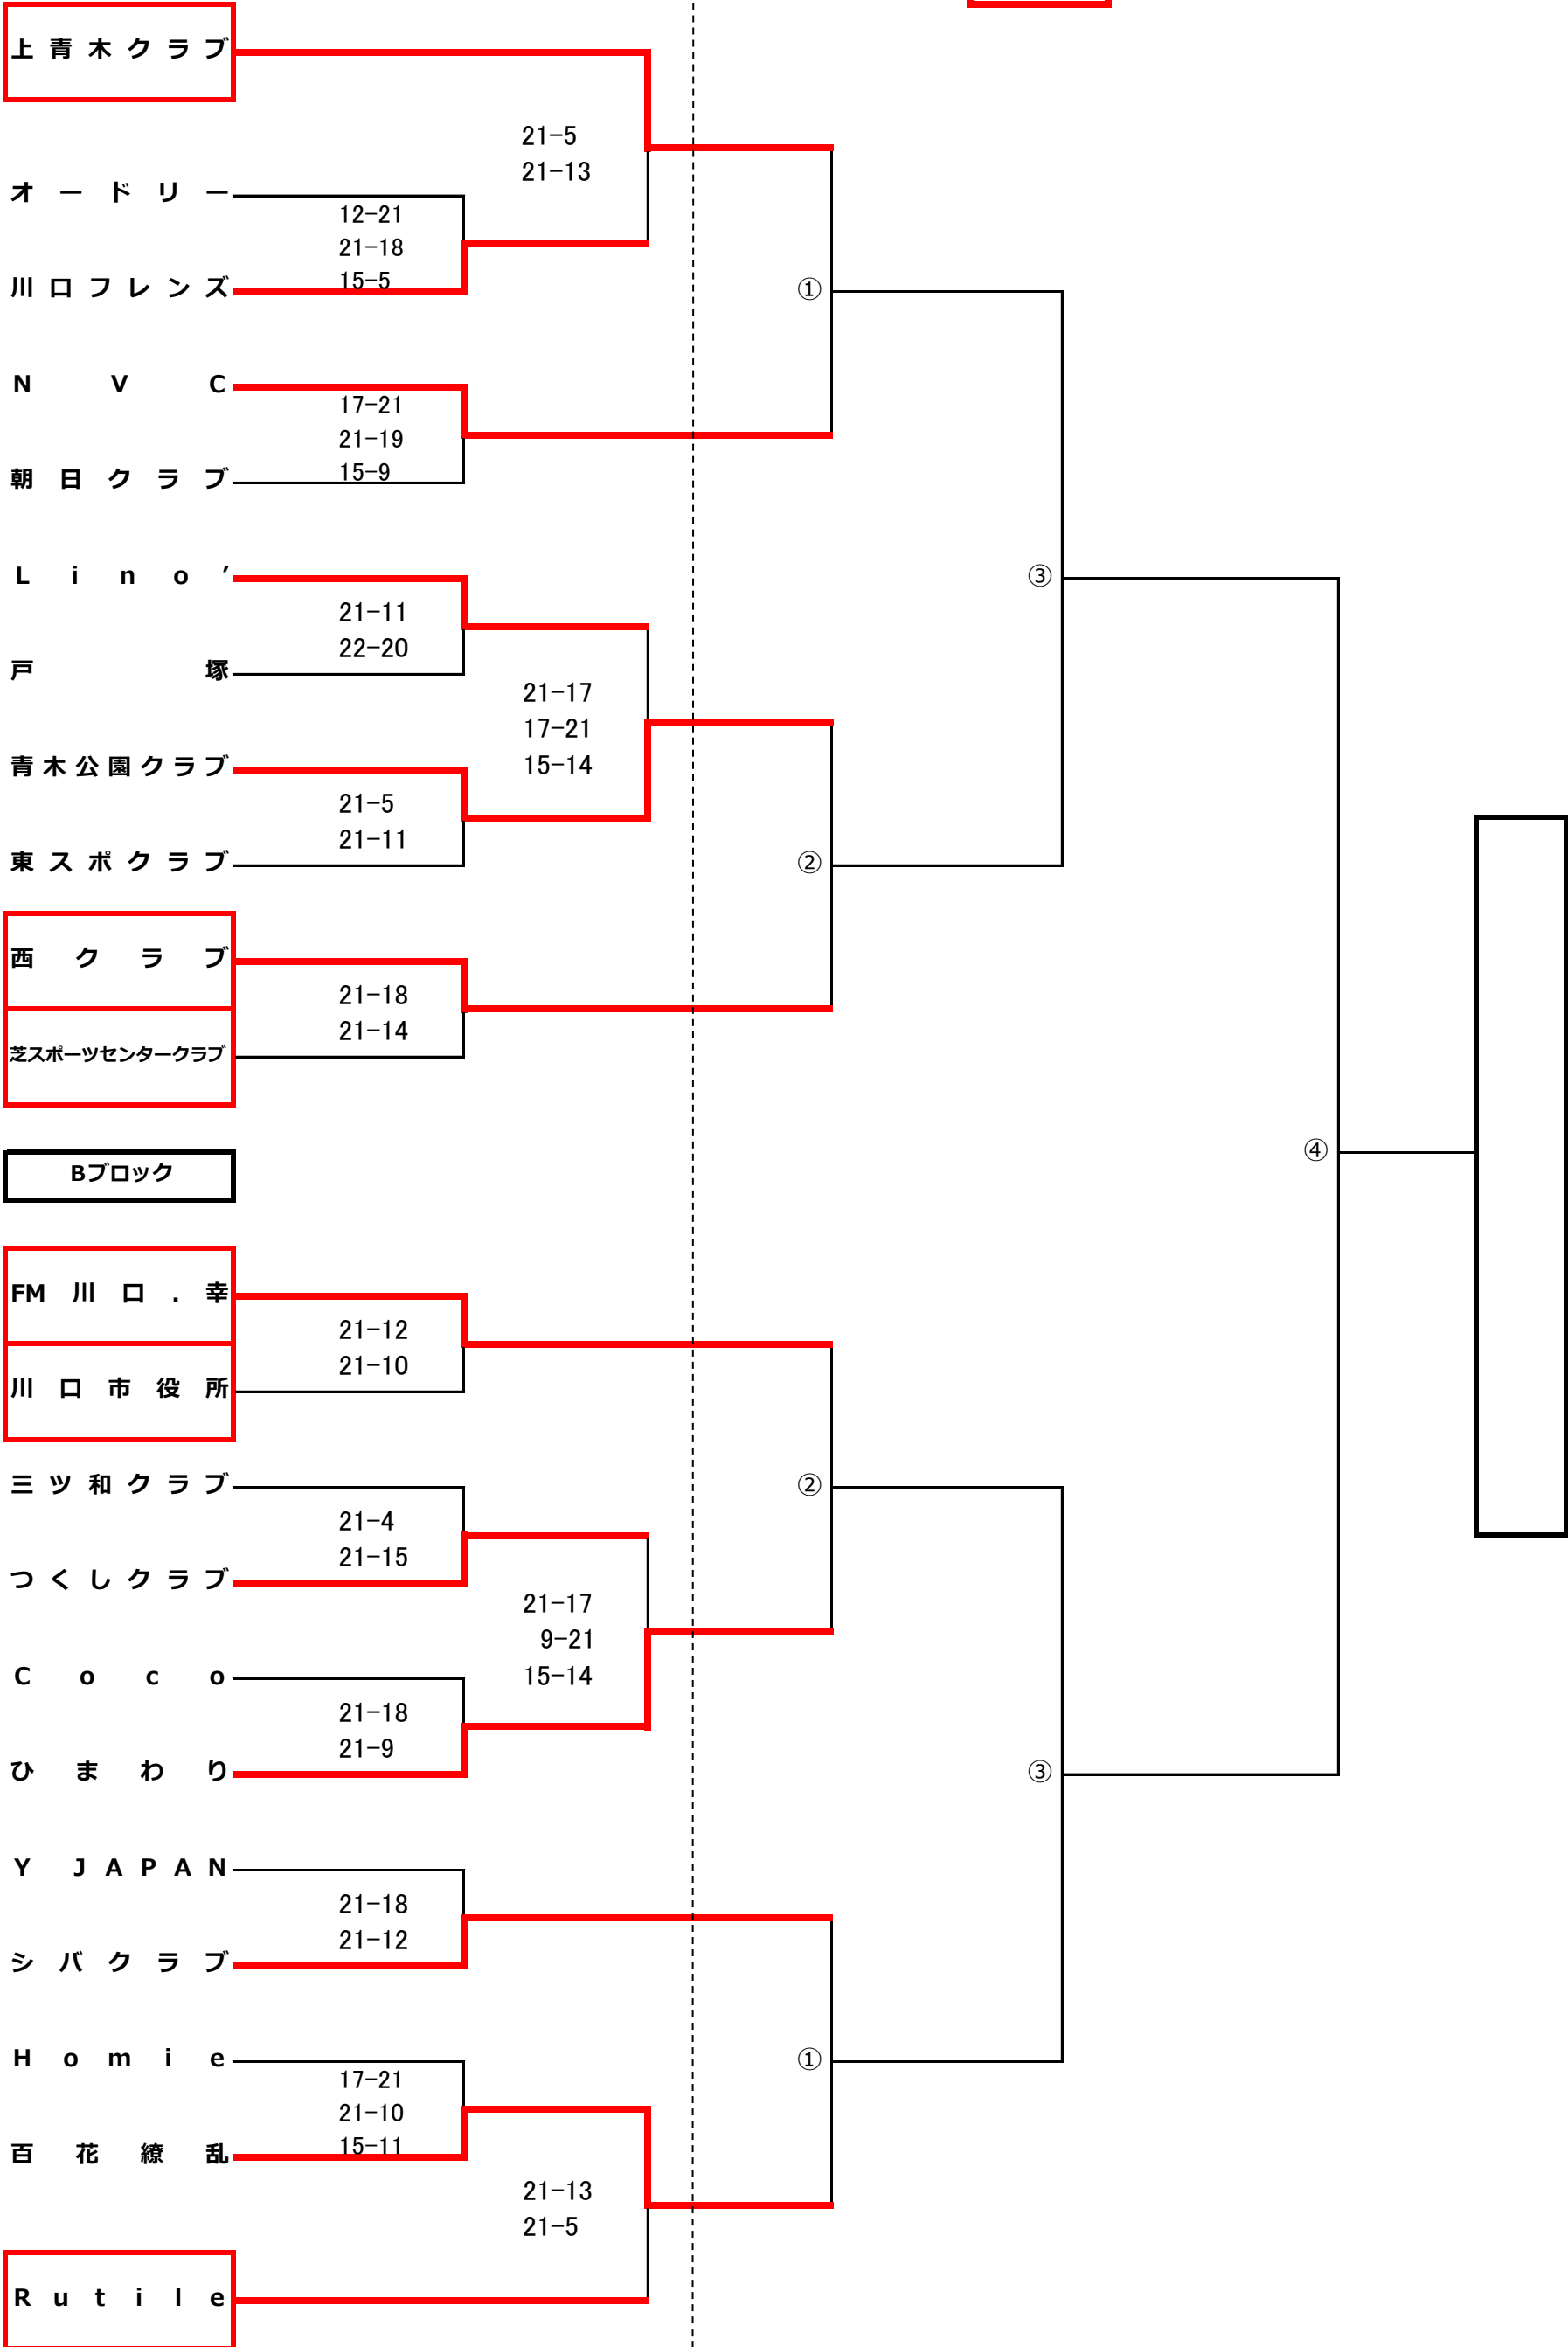 上青木クラブ
21-5
21-13
オードリー
12-21
21-18
15-5
川口フレンズ
①
NVC
17-21
21-19
15-9
朝日クラブ
Lino’
③
21-11
22-20
戸塚
21-17
17-21
15-14
青木公園クラブ
21-5
21-11
東スポクラブ
②
西クラブ
21-18
21-14
芝スポーツセンタークラブ
④
Bブロック
FM川口.幸
21-12
21-10
川口市役所
三ツ和クラブ
②
21-4
21-15
つくしクラブ
21-17
9-21
15-14
Coco
21-18
21-9
ひまわり
③
Y JAPAN
21-18
21-12
シバクラブ
Homie
①
17-21
21-10
15-11
百花繚乱
21-13
21-5
Rutile